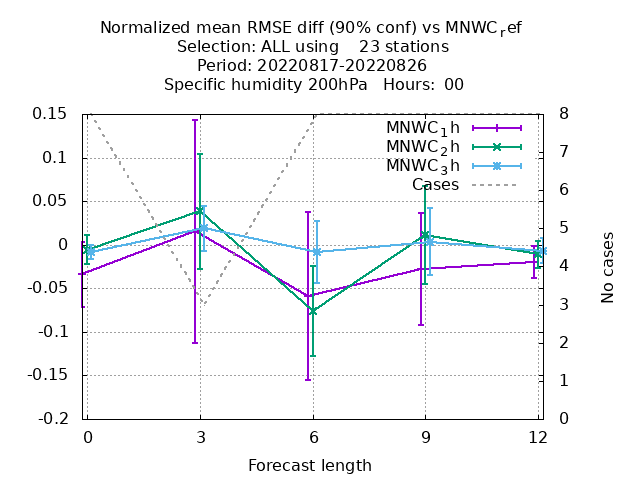 Normalized mean RMSE diff (90% conf) vs MNWC_ref
Selection: ALL using    23 stations
Period: 20220817-20220826
Specific humidity 200hPa   Hours:  00
MNWC_1h
MNWC_2h
MNWC_3h
Cases
0.15
0.1
0.05
0
-0.05
-0.1
-0.15
-0.2
8
7
6
5
4
3
2
1
0
No cases
0 3 6 9 12
Forecast length